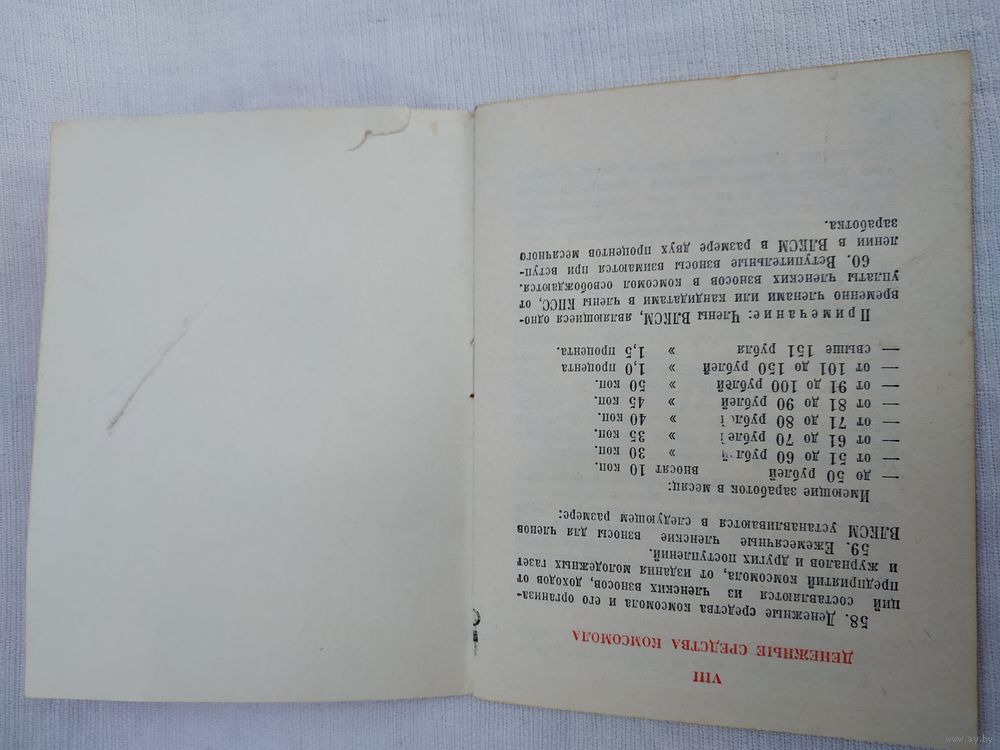 VIII
ДЕНЕЖНЫЕ СРЕДСТВА КОМСОМОЛА
58. Денежные средства комсомола и его организа-
ций составляются из членских взносов, доходов от
предприятий комсомола, от издания молодежных газет
и журналов и других поступлений.
59. Ежемесячные членские взносы для членов
ВЛКСМ устанавливаются в следующем размере:
Имеющие заработок в месяц:
— до 50 рублей вносят 10 коп.
— от 51 до 60 рублей » 30 коп.
— от 61 до 70 рублей » 35 коп.
— от 71 до 80 рублей » 40 коп.
— от 81 до 90 рублей » 45 коп.
— от 91 до 100 рублей » 50 коп.
— от 101 до 150 рублей » 1,0 процента
— свыше 151 рубля » 1,5 процента.
Примечание: Члены ВЛКСМ, являющиеся одно-
временно членами или кандидатами в члены КПСС, от
уплаты членских взносов в комсомол освобождаются.
60. Вступительные взносы взимаются при вступ-
лении в ВЛКСМ в размере двух процентов месячного
заработка.
www.ay.by